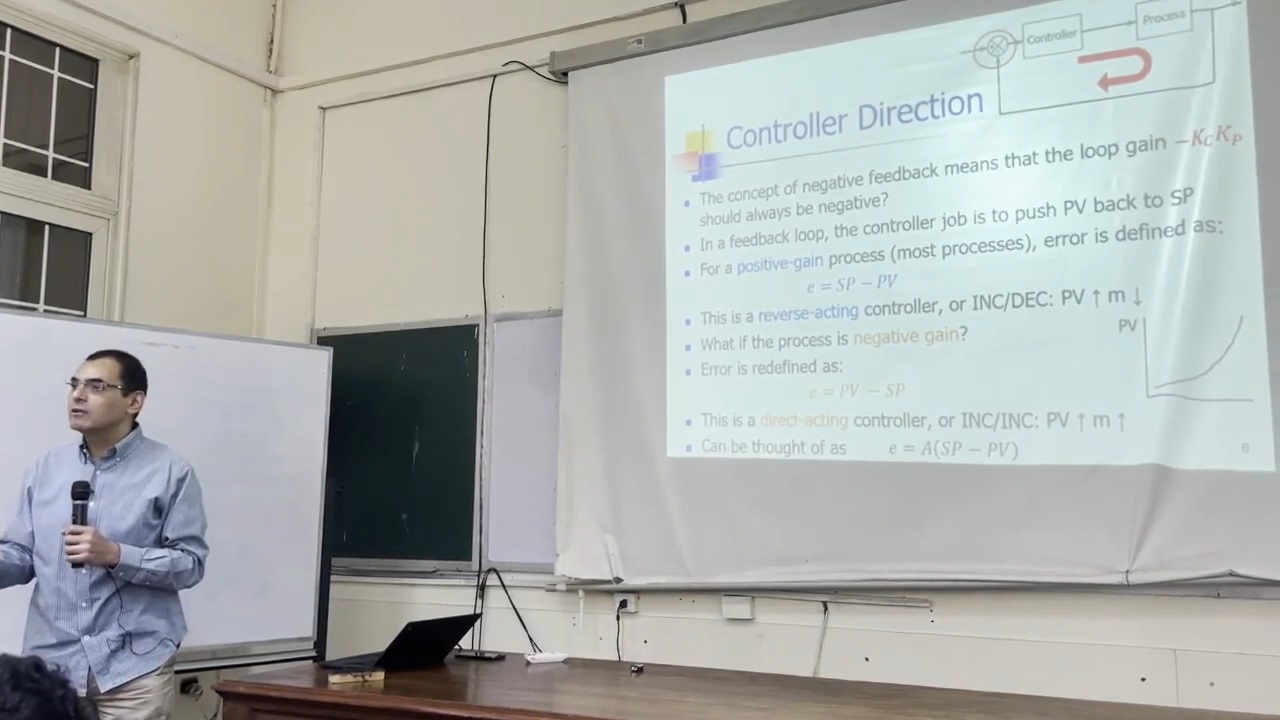 Controller
Process
Controller Direction
The concept of negative feedback means that the loop gain −K_C K_P
should always be negative?
In a feedback loop, the controller job is to push PV back to SP
For a positive-gain process (most processes), error is defined as:
e = SP − PV
This is a reverse-acting controller, or INC/DEC: PV ↑ m ↓
What if the process is negative gain?
Error is redefined as:
e = PV − SP
PV
This is a direct-acting controller, or INC/INC: PV ↑ m ↑
Can be thought of as e = A(SP − PV)